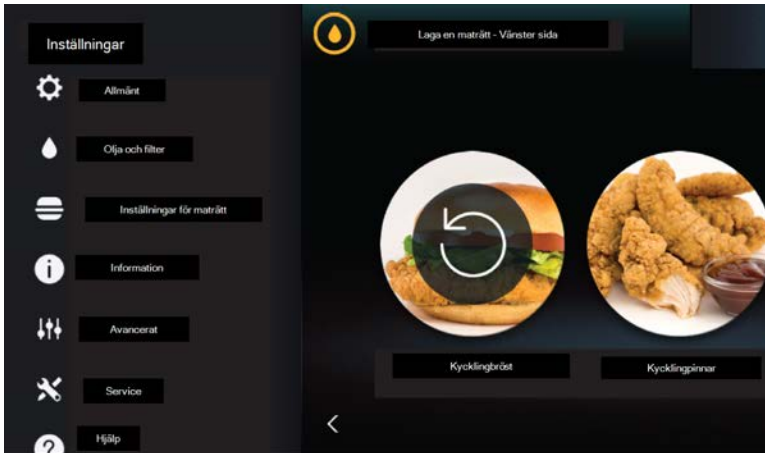 Inställningar
Allmänt
Olja och filter
Inställningar för maträtt
Information
Avancerat
Service
Hjälp
Laga en maträtt - Vänster sida
Kycklingbröst
Kycklingpinnar